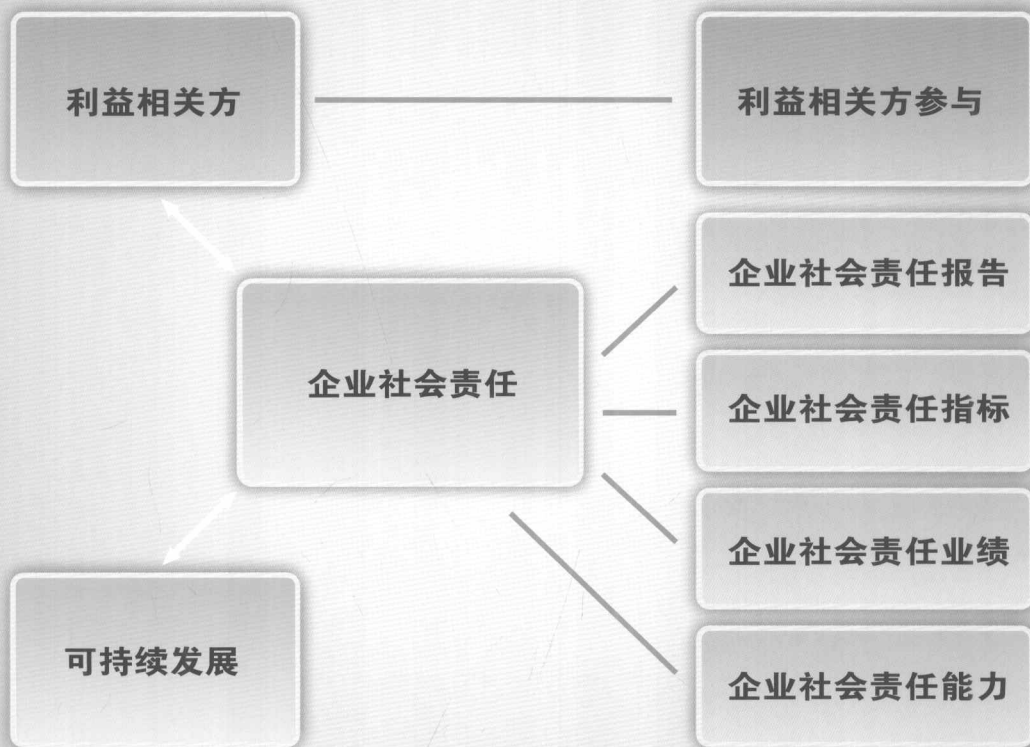 利益相关方
利益相关方参与
企业社会责任报告
企业社会责任
企业社会责任指标
企业社会责任业绩
可持续发展
企业社会责任能力